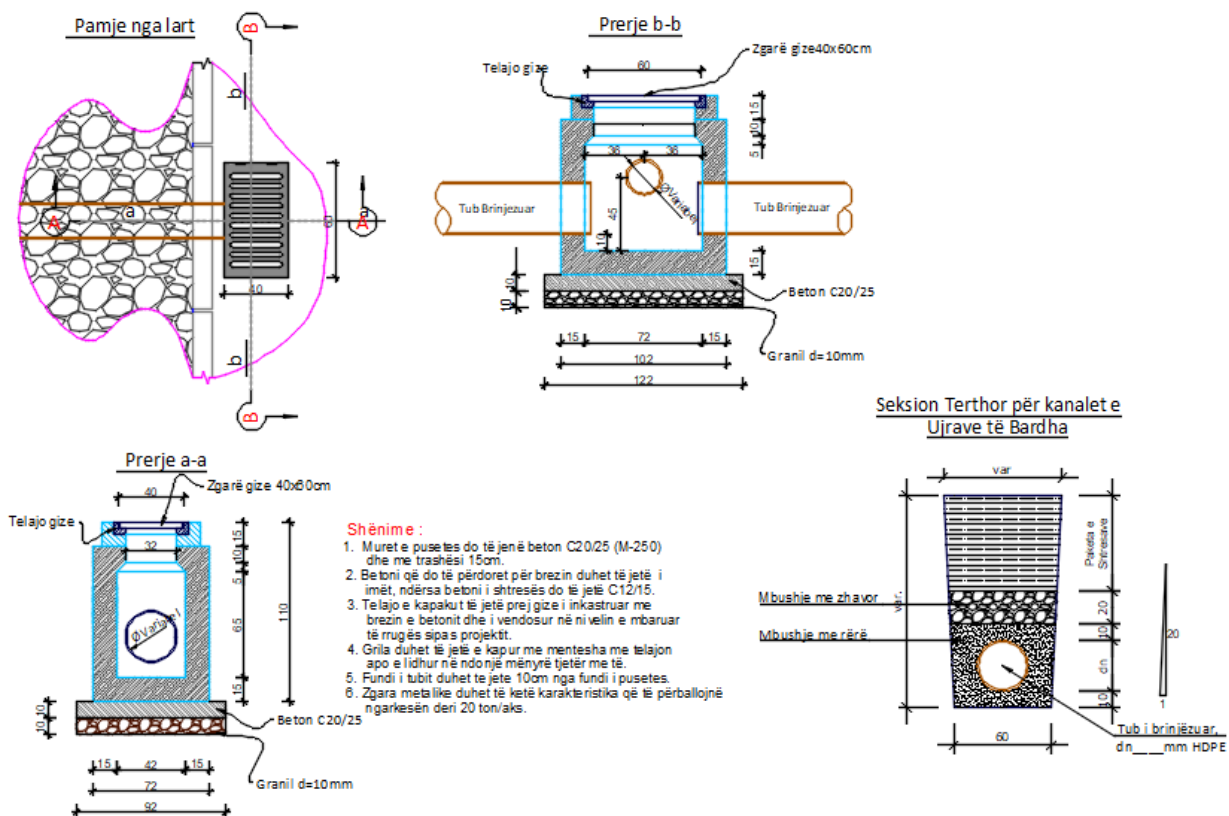 Pamje nga lart
B
b
A
a
a
A
60
40
b
B
Prerje b-b
Zgarë gize40x60cm
Telajo gize
60
15
10
5
36
36
ØVariabel
Tub Brinjezuar
Tub Brinjezuar
45
10
15
10
10
Beton C20/25
15
72
15
102
122
Granil d=10mm
Prerje a-a
Zgarë gize 40x60cm
40
Telajo gize
32
15
10
5
65
15
110
ØVariabel
10
10
Beton C20/25
15
42
15
72
92
Granil d=10mm
Shënime :
1. Muret e pusetes do të jenë beton C20/25 (M-250)
dhe me trashësi 15cm.
2. Betoni që do të përdoret për brezin duhet të jetë i
imët, ndërsa betoni i shtresës do të jetë C12/15.
3. Telajo e kapakut të jetë prej gize i inkastruar me
brezin e betonit dhe i vendosur në nivelin e mbaruar
të rrugës sipas projektit.
4. Grila duhet të jetë e kapur me mentesha me telajon
apo e lidhur në ndonjë mënyrë tjetër me të.
5. Fundi i tubit duhet te jete 10cm nga fundi i pusetes.
6. Zgara metalike duhet të ketë karakteristika që të përballojnë
ngarkesën deri 20 ton/aks.
Seksion Terthor për kanalet e
Ujrave të Bardha
var
var.
Paketa e
Shtresave
Mbushje me zhavor
20
Mbushje me rërë
10
dn
10
20
1
60
Tub i brinjëzuar,
dn____mm HDPE